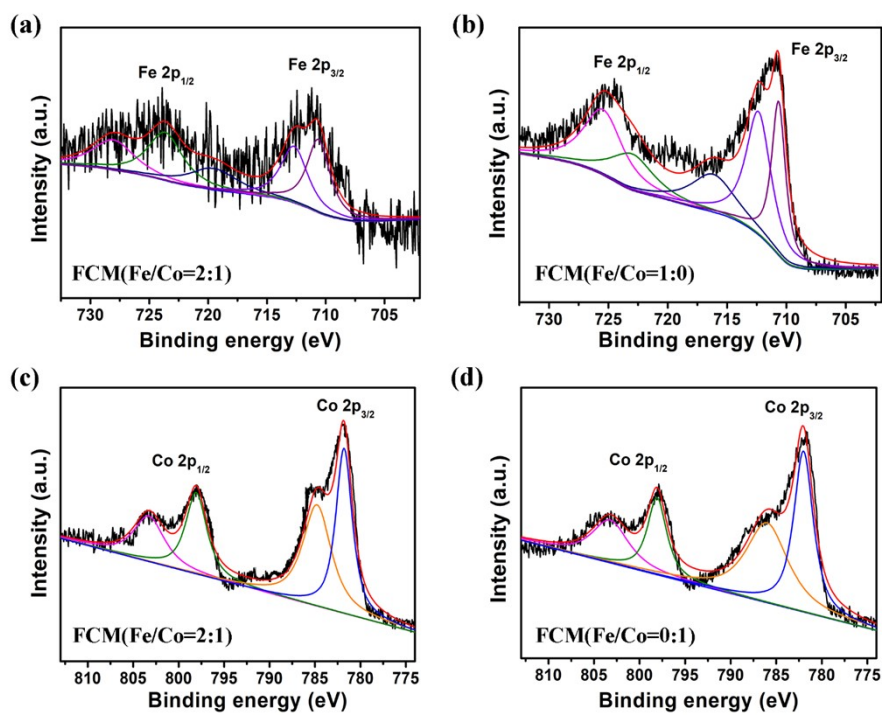 (a)
Fe 2p1/2
Fe 2p3/2
Intensity (a.u.)
FCM(Fe/Co=2:1)
730 725 720 715 710 705
Binding energy (eV)
(b)
Fe 2p1/2
Fe 2p3/2
Intensity (a.u.)
FCM(Fe/Co=1:0)
730 725 720 715 710 705
Binding energy (eV)
(c)
Co 2p3/2
Co 2p1/2
Intensity (a.u.)
FCM(Fe/Co=2:1)
810 805 800 795 790 785 780 775
Binding energy (eV)
(d)
Co 2p3/2
Co 2p1/2
Intensity (a.u.)
FCM(Fe/Co=0:1)
810 805 800 795 790 785 780 775
Binding energy (eV)